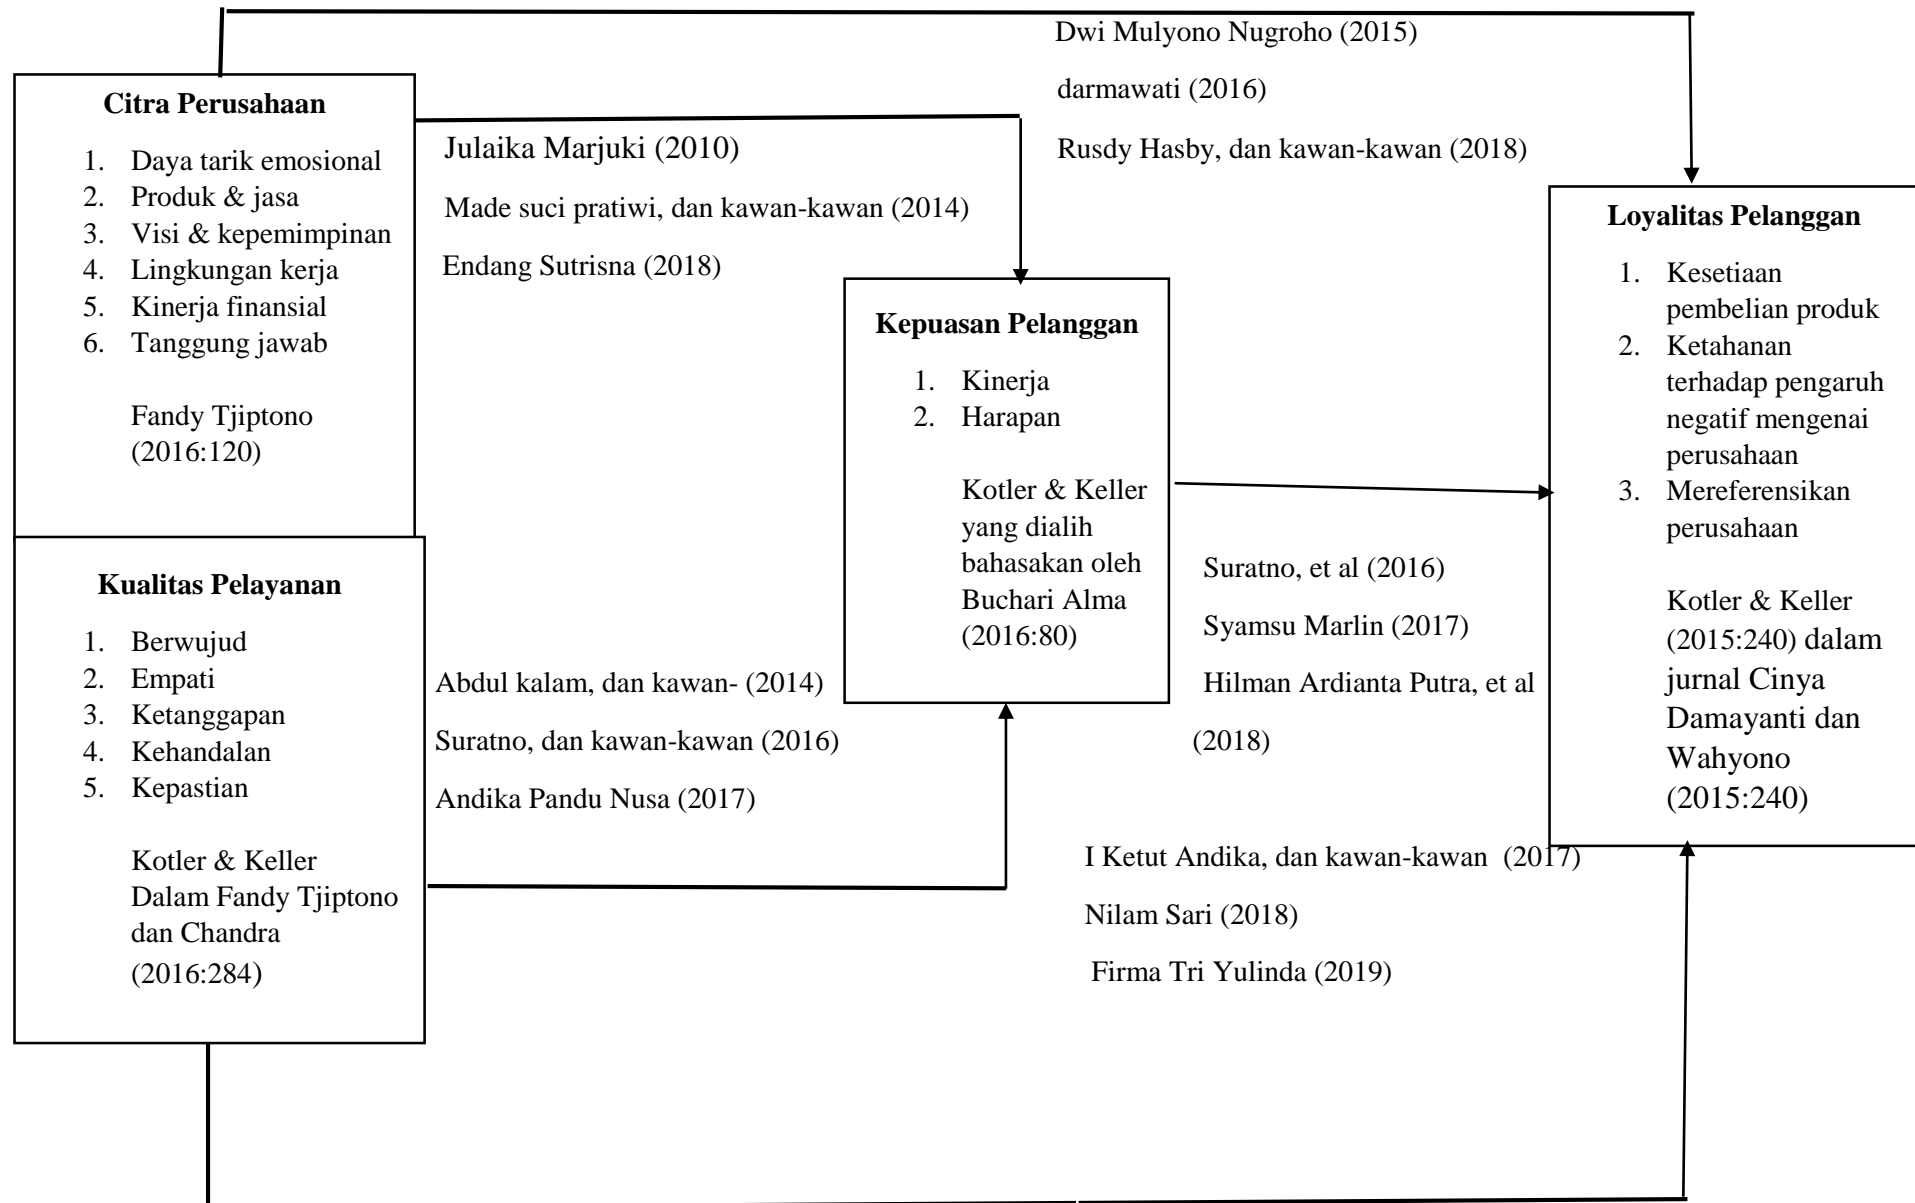 Dwi Mulyono Nugroho (2015)
darmawati (2016)
Rusdy Hasby, dan kawan-kawan (2018)
Citra Perusahaan
1. Daya tarik emosional
2. Produk & jasa
3. Visi & kepemimpinan
4. Lingkungan kerja
5. Kinerja finansial
6. Tanggung jawab
Fandy Tjiptono
(2016:120)
Julaika Marjuki (2010)
Made suci pratiwi, dan kawan-kawan (2014)
Endang Sutrisna (2018)
Kepuasan Pelanggan
1. Kinerja
2. Harapan
Kotler & Keller
yang dialih
bahasakan oleh
Buchari Alma
(2016:80)
Loyalitas Pelanggan
1. Kesetiaan
pembelian produk
2. Ketahanan
terhadap pengaruh
negatif mengenai
perusahaan
3. Mereferensikan
perusahaan
Kotler & Keller
(2015:240) dalam
jurnal Cinya
Damayanti dan
Wahyono
(2015:240)
Kualitas Pelayanan
1. Berwujud
2. Empati
3. Ketanggapan
4. Kehandalan
5. Kepastian
Kotler & Keller
Dalam Fandy Tjiptono
dan Chandra
(2016:284)
Abdul kalam, dan kawan- (2014)
Suratno, dan kawan-kawan (2016)
Andika Pandu Nusa (2017)
Suratno, et al (2016)
Syamsu Marlin (2017)
Hilman Ardianta Putra, et al
(2018)
I Ketut Andika, dan kawan-kawan (2017)
Nilam Sari (2018)
Firma Tri Yulinda (2019)